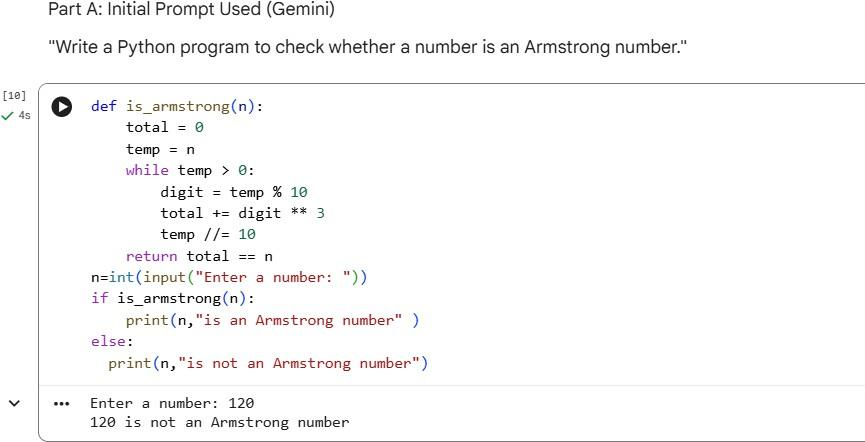 Part A: Initial Prompt Used (Gemini)
"Write a Python program to check whether a number is an Armstrong number."
[10]
4s
def is_armstrong(n):
    total = 0
    temp = n
    while temp > 0:
        digit = temp % 10
        total += digit ** 3
        temp //= 10
    return total == n
n=int(input("Enter a number: "))
if is_armstrong(n):
    print(n,"is an Armstrong number" )
else:
  print(n,"is not an Armstrong number")
Enter a number: 120
120 is not an Armstrong number